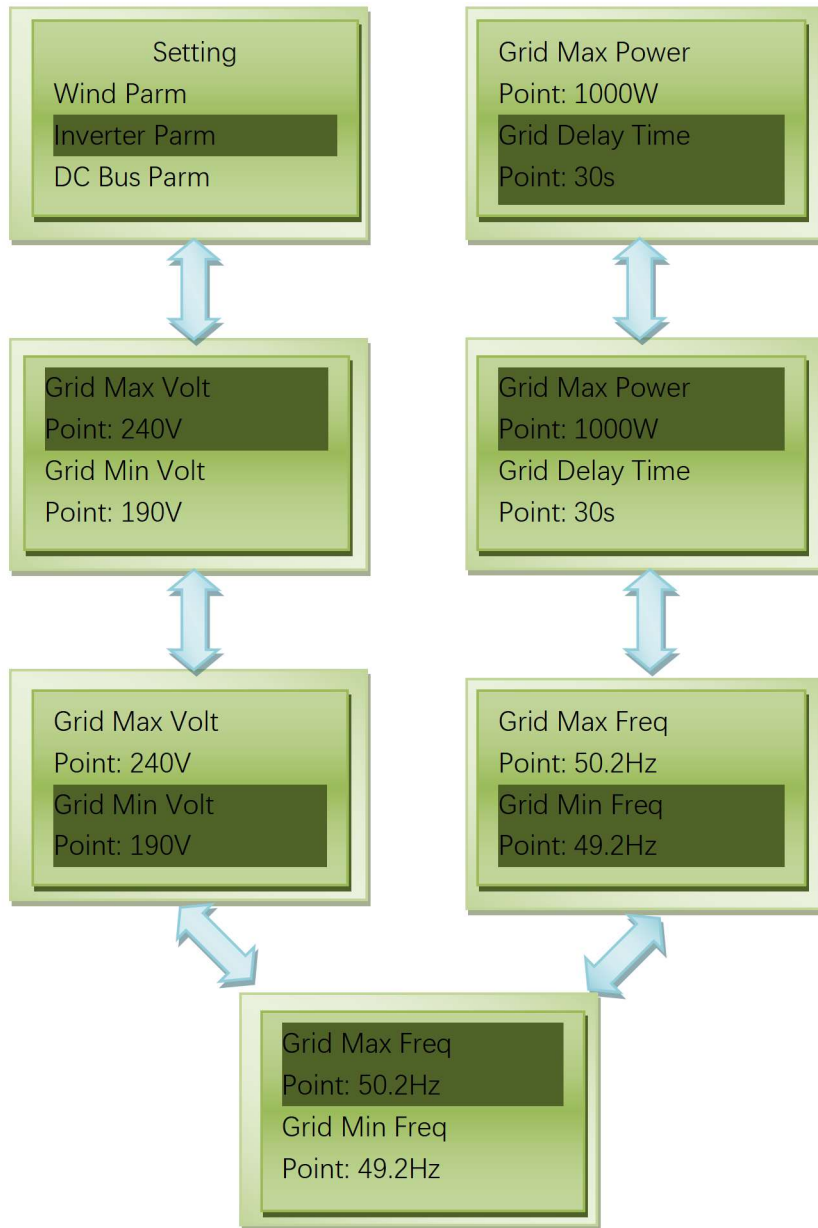 Setting
Wind Parm
Inverter Parm
DC Bus Parm
Grid Max Volt
Point: 240V
Grid Min Volt
Point: 190V
Grid Max Volt
Point: 240V
Grid Min Volt
Point: 190V
Grid Max Freq
Point: 50.2Hz
Grid Min Freq
Point: 49.2Hz
Grid Max Freq
Point: 50.2Hz
Grid Min Freq
Point: 49.2Hz
Grid Max Power
Point: 1000W
Grid Delay Time
Point: 30s
Grid Max Power
Point: 1000W
Grid Delay Time
Point: 30s